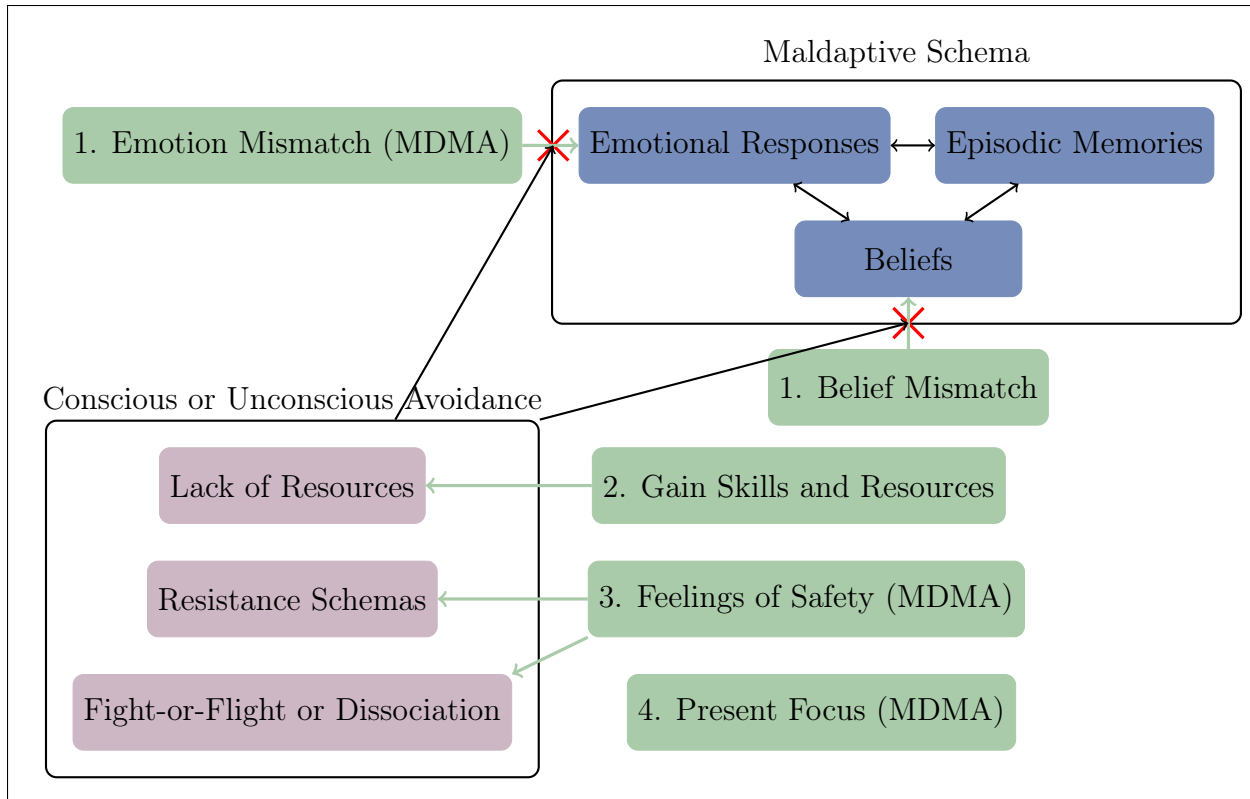 Maldaptive Schema
1. Emotion Mismatch (MDMA)
Emotional Responses
Episodic Memories
Beliefs
1. Belief Mismatch
Conscious or Unconscious Avoidance
Lack of Resources
2. Gain Skills and Resources
Resistance Schemas
3. Feelings of Safety (MDMA)
Fight-or-Flight or Dissociation
4. Present Focus (MDMA)